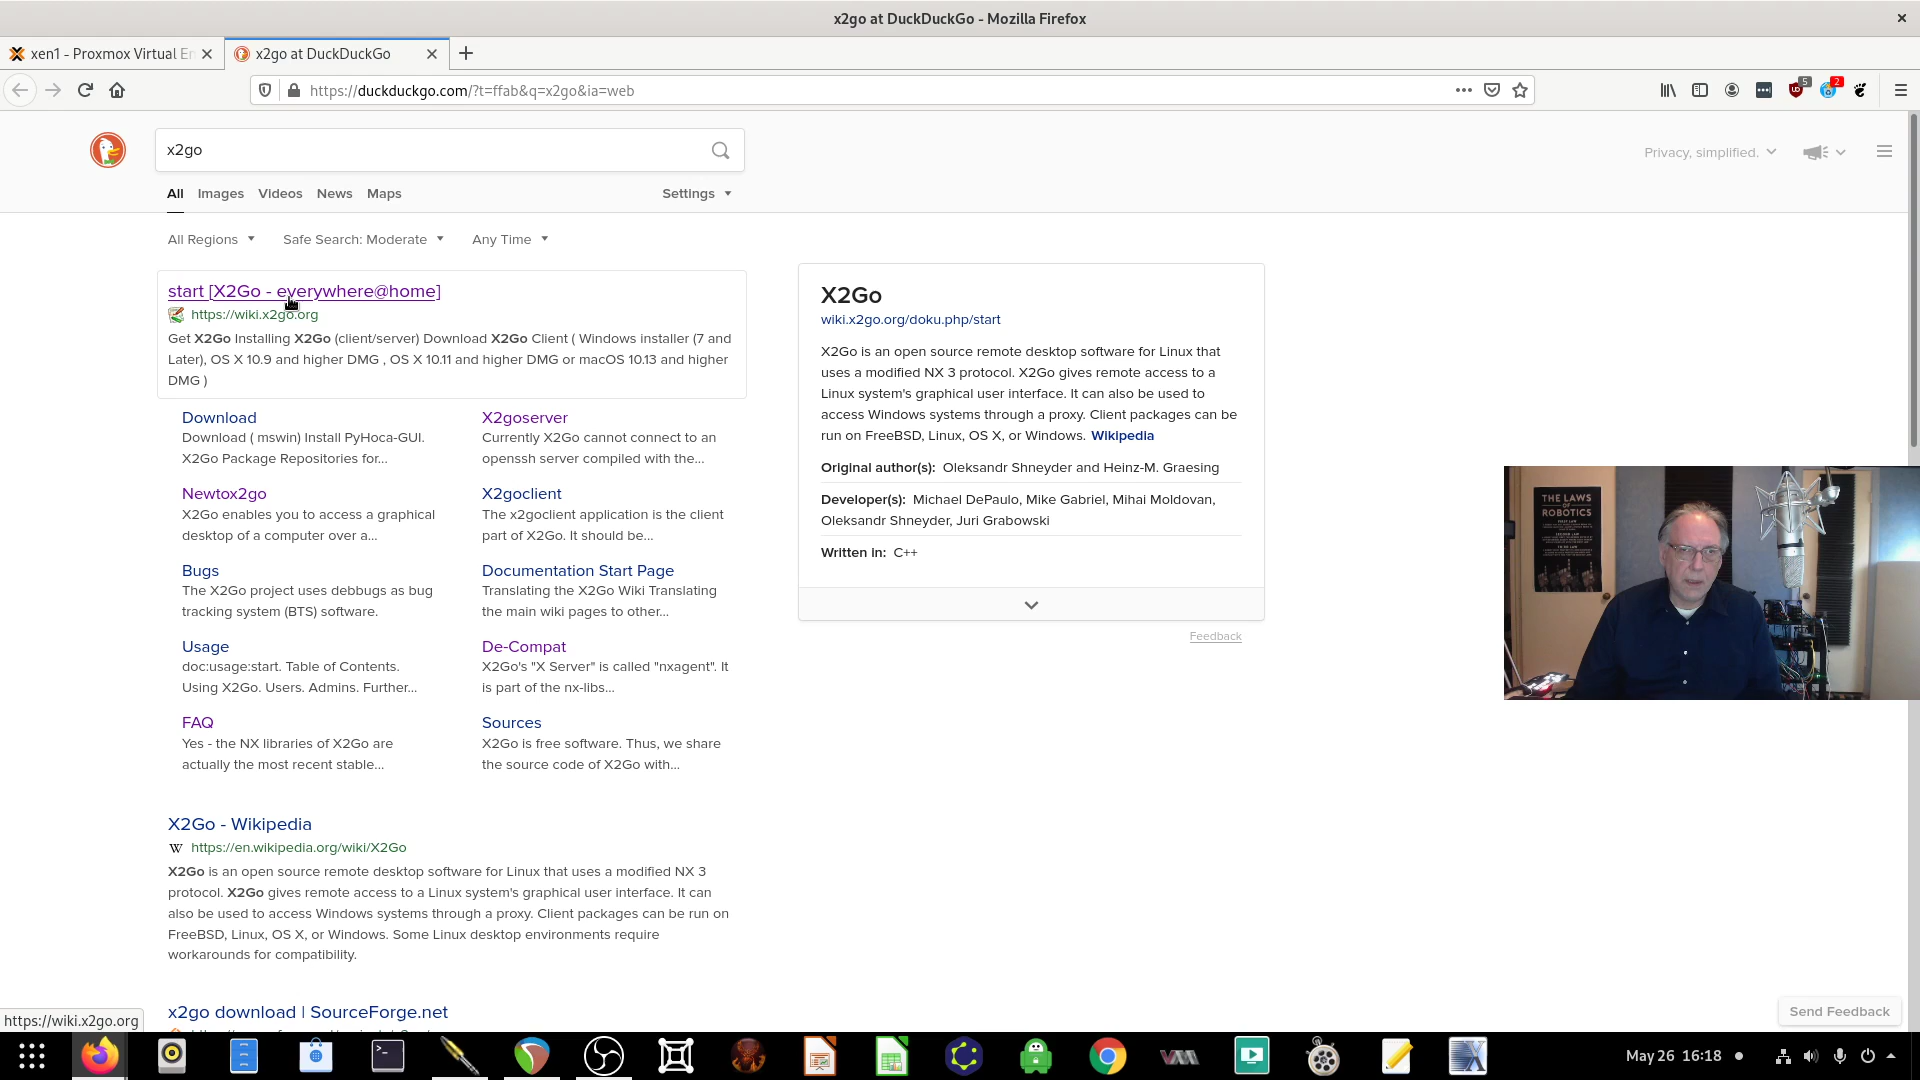 x2go at DuckDuckGo - Mozilla Firefox
xen1 - Proxmox Virtual En
x2go at DuckDuckGo
https://duckduckgo.com/?t=ffab&q=x2go&ia=web
5
2
x2go
Privacy, simplified.
All Images Videos News Maps
Settings
All Regions Safe Search: Moderate Any Time
start [X2Go - everywhere@home]
https://wiki.x2go.org
Get X2Go Installing X2Go (client/server) Download X2Go Client ( Windows installer (7 and
Later), OS X 10.9 and higher DMG , OS X 10.11 and higher DMG or macOS 10.13 and higher
DMG )
Download
Download ( mswin) Install PyHoca-GUI.
X2Go Package Repositories for...
X2goserver
Currently X2Go cannot connect to an
openssh server compiled with the...
Newtox2go
X2Go enables you to access a graphical
desktop of a computer over a...
X2goclient
The x2goclient application is the client
part of X2Go. It should be...
Bugs
The X2Go project uses debbugs as bug
tracking system (BTS) software.
Documentation Start Page
Translating the X2Go Wiki Translating
the main wiki pages to other...
Usage
doc:usage:start. Table of Contents.
Using X2Go. Users. Admins. Further...
De-Compat
X2Go's "X Server" is called "nxagent". It
is part of the nx-libs...
FAQ
Yes - the NX libraries of X2Go are
actually the most recent stable...
Sources
X2Go is free software. Thus, we share
the source code of X2Go with...
X2Go - Wikipedia
W https://en.wikipedia.org/wiki/X2Go
X2Go is an open source remote desktop software for Linux that uses a modified NX 3
protocol. X2Go gives remote access to a Linux system's graphical user interface. It can
also be used to access Windows systems through a proxy. Client packages can be run on
FreeBSD, Linux, OS X, or Windows. Some Linux desktop environments require
workarounds for compatibility.
x2go download | SourceForge.net
X2Go
wiki.x2go.org/doku.php/start
X2Go is an open source remote desktop software for Linux that
uses a modified NX 3 protocol. X2Go gives remote access to a
Linux system's graphical user interface. It can also be used to
access Windows systems through a proxy. Client packages can be
run on FreeBSD, Linux, OS X, or Windows. Wikipedia
Original author(s): Oleksandr Shneyder and Heinz-M. Graesing
Developer(s): Michael DePaulo, Mike Gabriel, Mihai Moldovan,
Oleksandr Shneyder, Juri Grabowski
Written in: C++
Feedback
THE LAWS
OF
ROBOTICS
Send Feedback
https://wiki.x2go.org
May 26 16:18